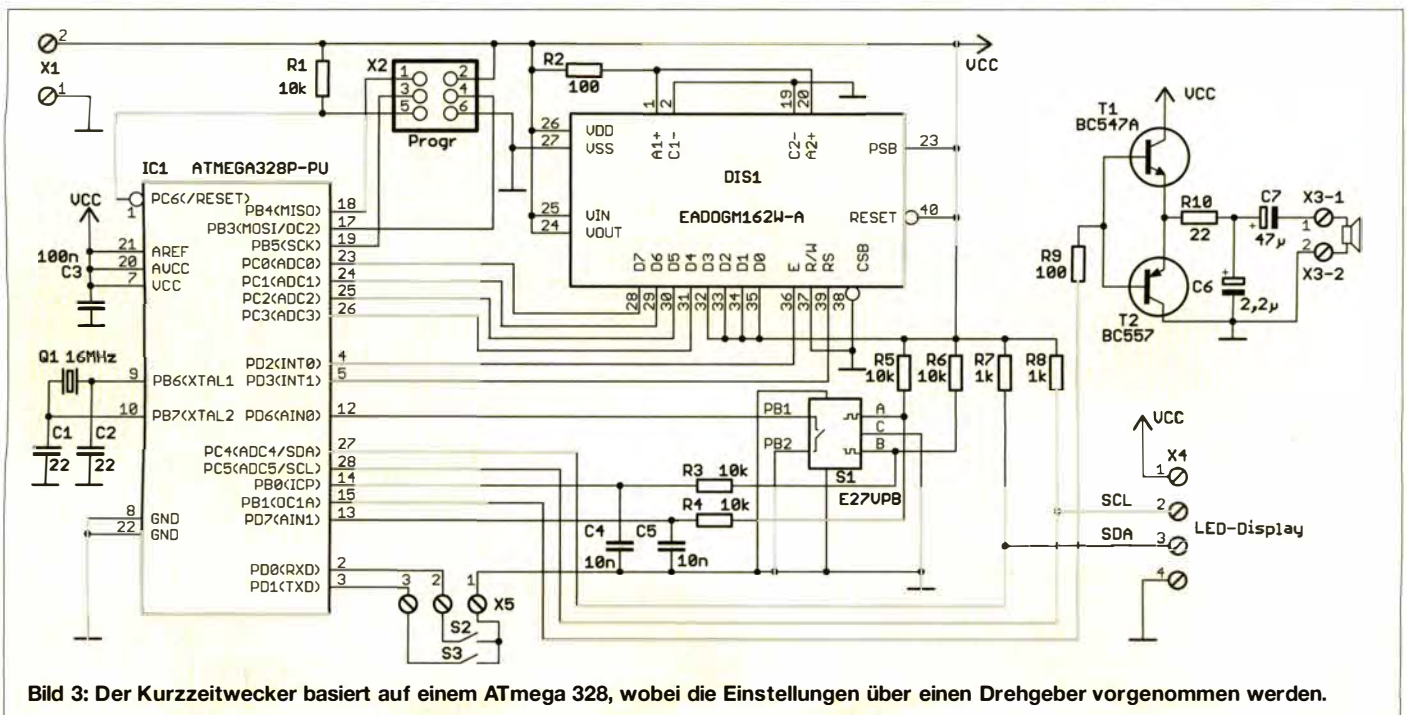 2
X1
1
R1
10k
X2
1 2
3 4
5 6
Progr
R2
100
VCC
1 2 19 20
A1+ C1- C2- A2+
26 VDD
27 VSS
25 VIN
24 VOUT
PSB 23
RESET 40
DIS1
EADOGM162W-A
D7 D6 D5 D4 D3 D2 D1 D0 E R/W RS CSB
28 29 30 31 32 33 34 35 36 37 39 38
IC1 ATMEGA328P-PU
1 PC6(/RESET)
VCC
100n
C3
21 AREF
20 AVCC
7 VCC
Q1 16MHz
9 PB6(XTAL1
10 PB7(XTAL2
C1
22
C2
22
8 GND
22 GND
PB4(MISO) 18
PB3(MOSI/OC2) 17
PB5(SCK) 19
PC0(ADC0) 23
PC1(ADC1) 24
PC2(ADC2) 25
PC3(ADC3) 26
PD2(INT0) 4
PD3(INT1) 5
PD6(AIN0) 12
PC4(ADC4/SDA) 27
PC5(ADC5/SCL) 28
PB0(ICP) 14
PB1(OC1A) 15
PD7(AIN1) 13
PD0(RXD) 2
PD1(TXD) 3
3 2 1
X5
S2
S3
C4
10n
C5
10n
R3 10k
R4 10k
PB1
PB2
A
C
B
S1
E27VPB
R5
10k
R6
10k
R7
1k
R8
1k
R9
100
T1
BC547A
VCC
T2
BC557
R10
22
C7
+
47µ
C6
+
2,2µ
X3-1
1
2
X3-2
VCC
X4
1
SCL 2
SDA 3
4
LED-Display
Bild 3: Der Kurzzeitwecker basiert auf einem ATmega 328, wobei die Einstellungen über einen Drehgeber vorgenommen werden.